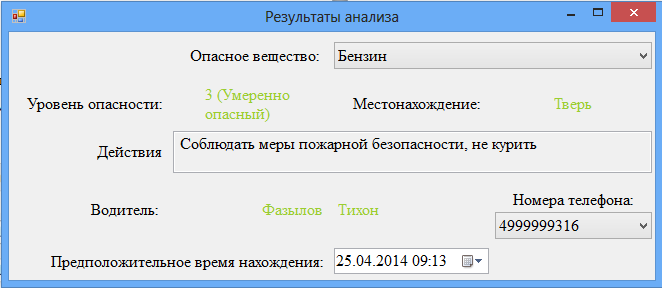 Результаты анализа
Опасное вещество: Бензин
Уровень опасности: 3 (Умеренно опасный) Местонахождение: Тверь
Действия Соблюдать меры пожарной безопасности, не курить
Номера телефона:
Водитель: Фазылов Тихон
4999999316
Предположительное время нахождения: 25.04.2014 09:13